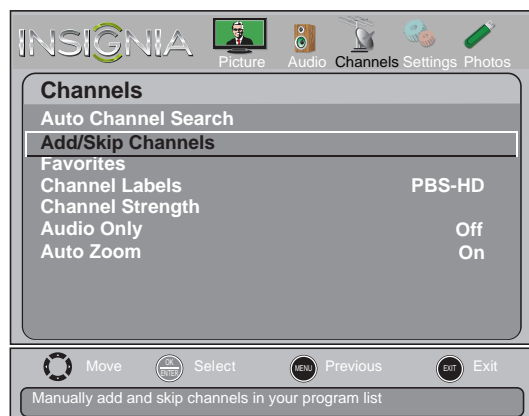 INSIGNIA
Picture Audio Channels Settings Photos
Channels
Auto Channel Search
Add/Skip Channels
Favorites
Channel Labels PBS-HD
Channel Strength
Audio Only Off
Auto Zoom On
Move OK ENTER Select MENU Previous EXIT Exit
Manually add and skip channels in your program list